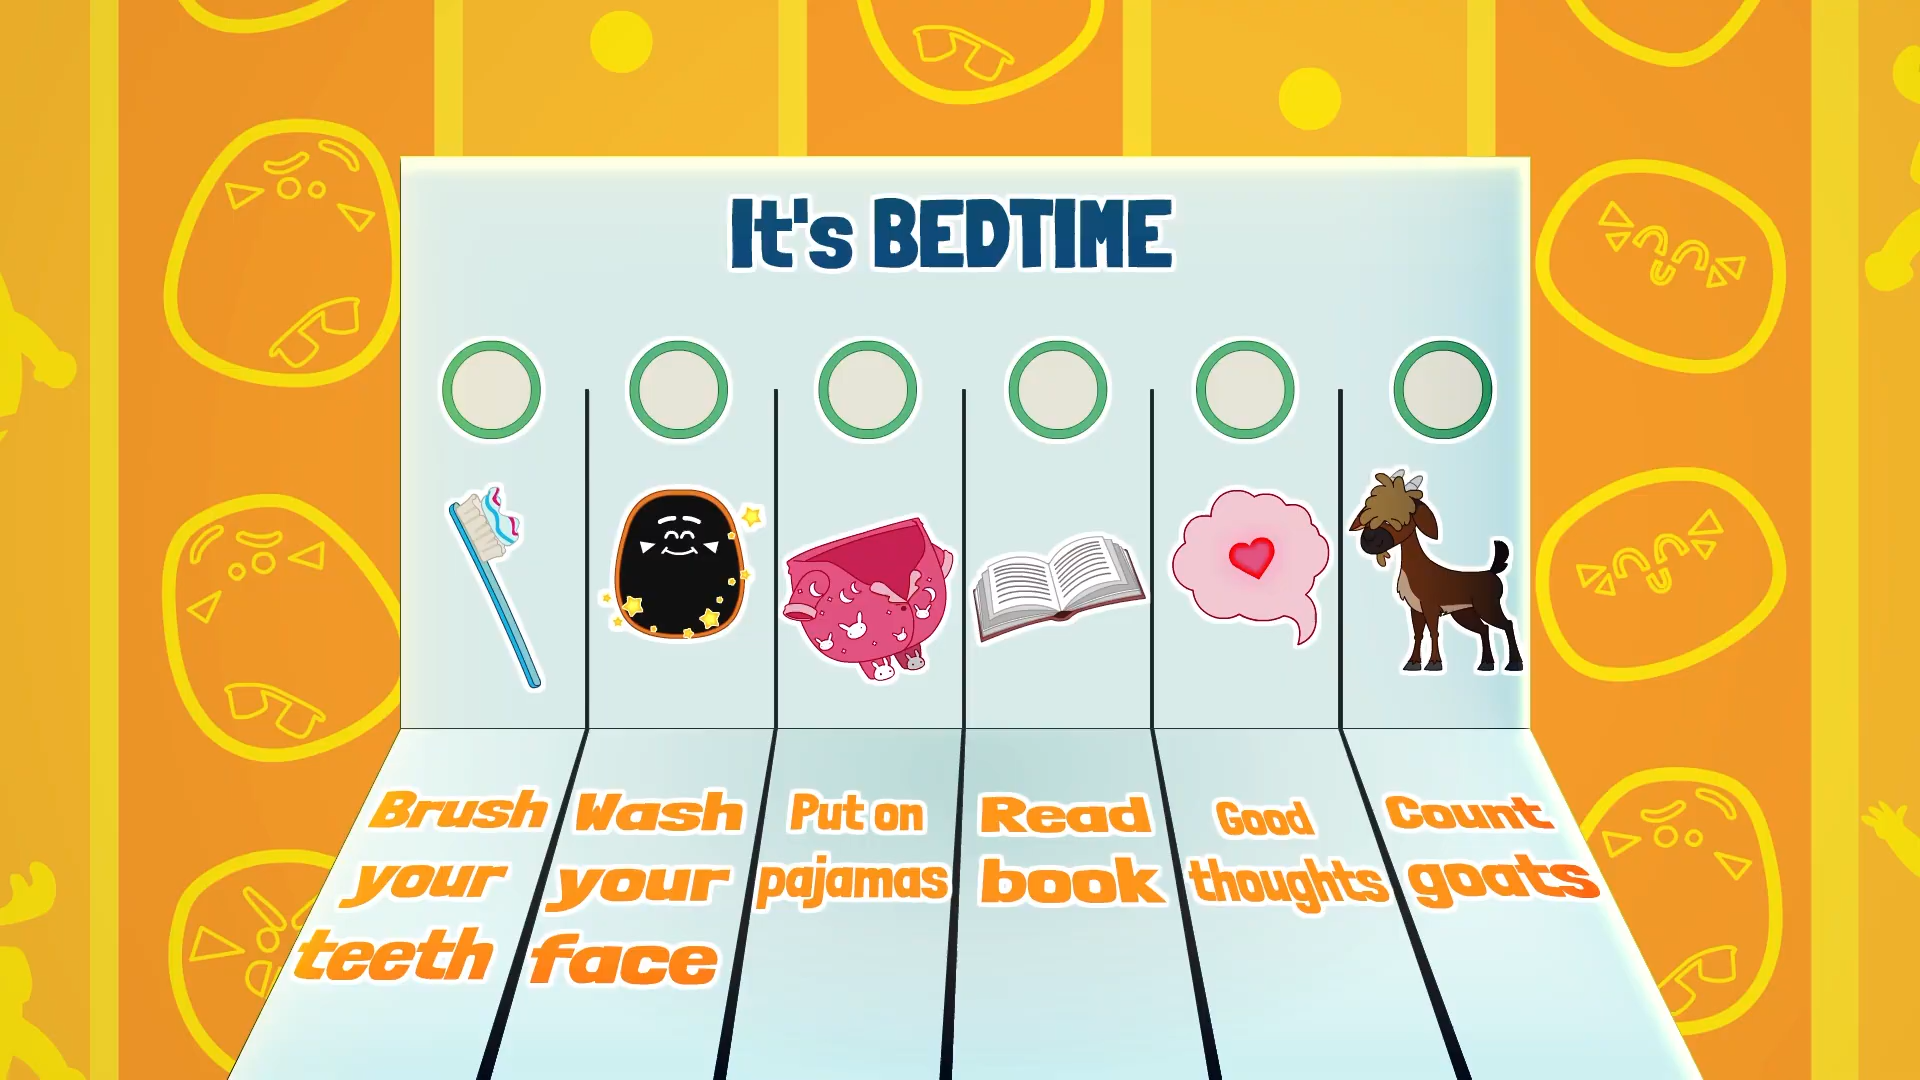 It's BEDTIME
Brush
your
teeth
Wash
your
face
Put on
pajamas
Read
book
Good
thoughts
Count
goats